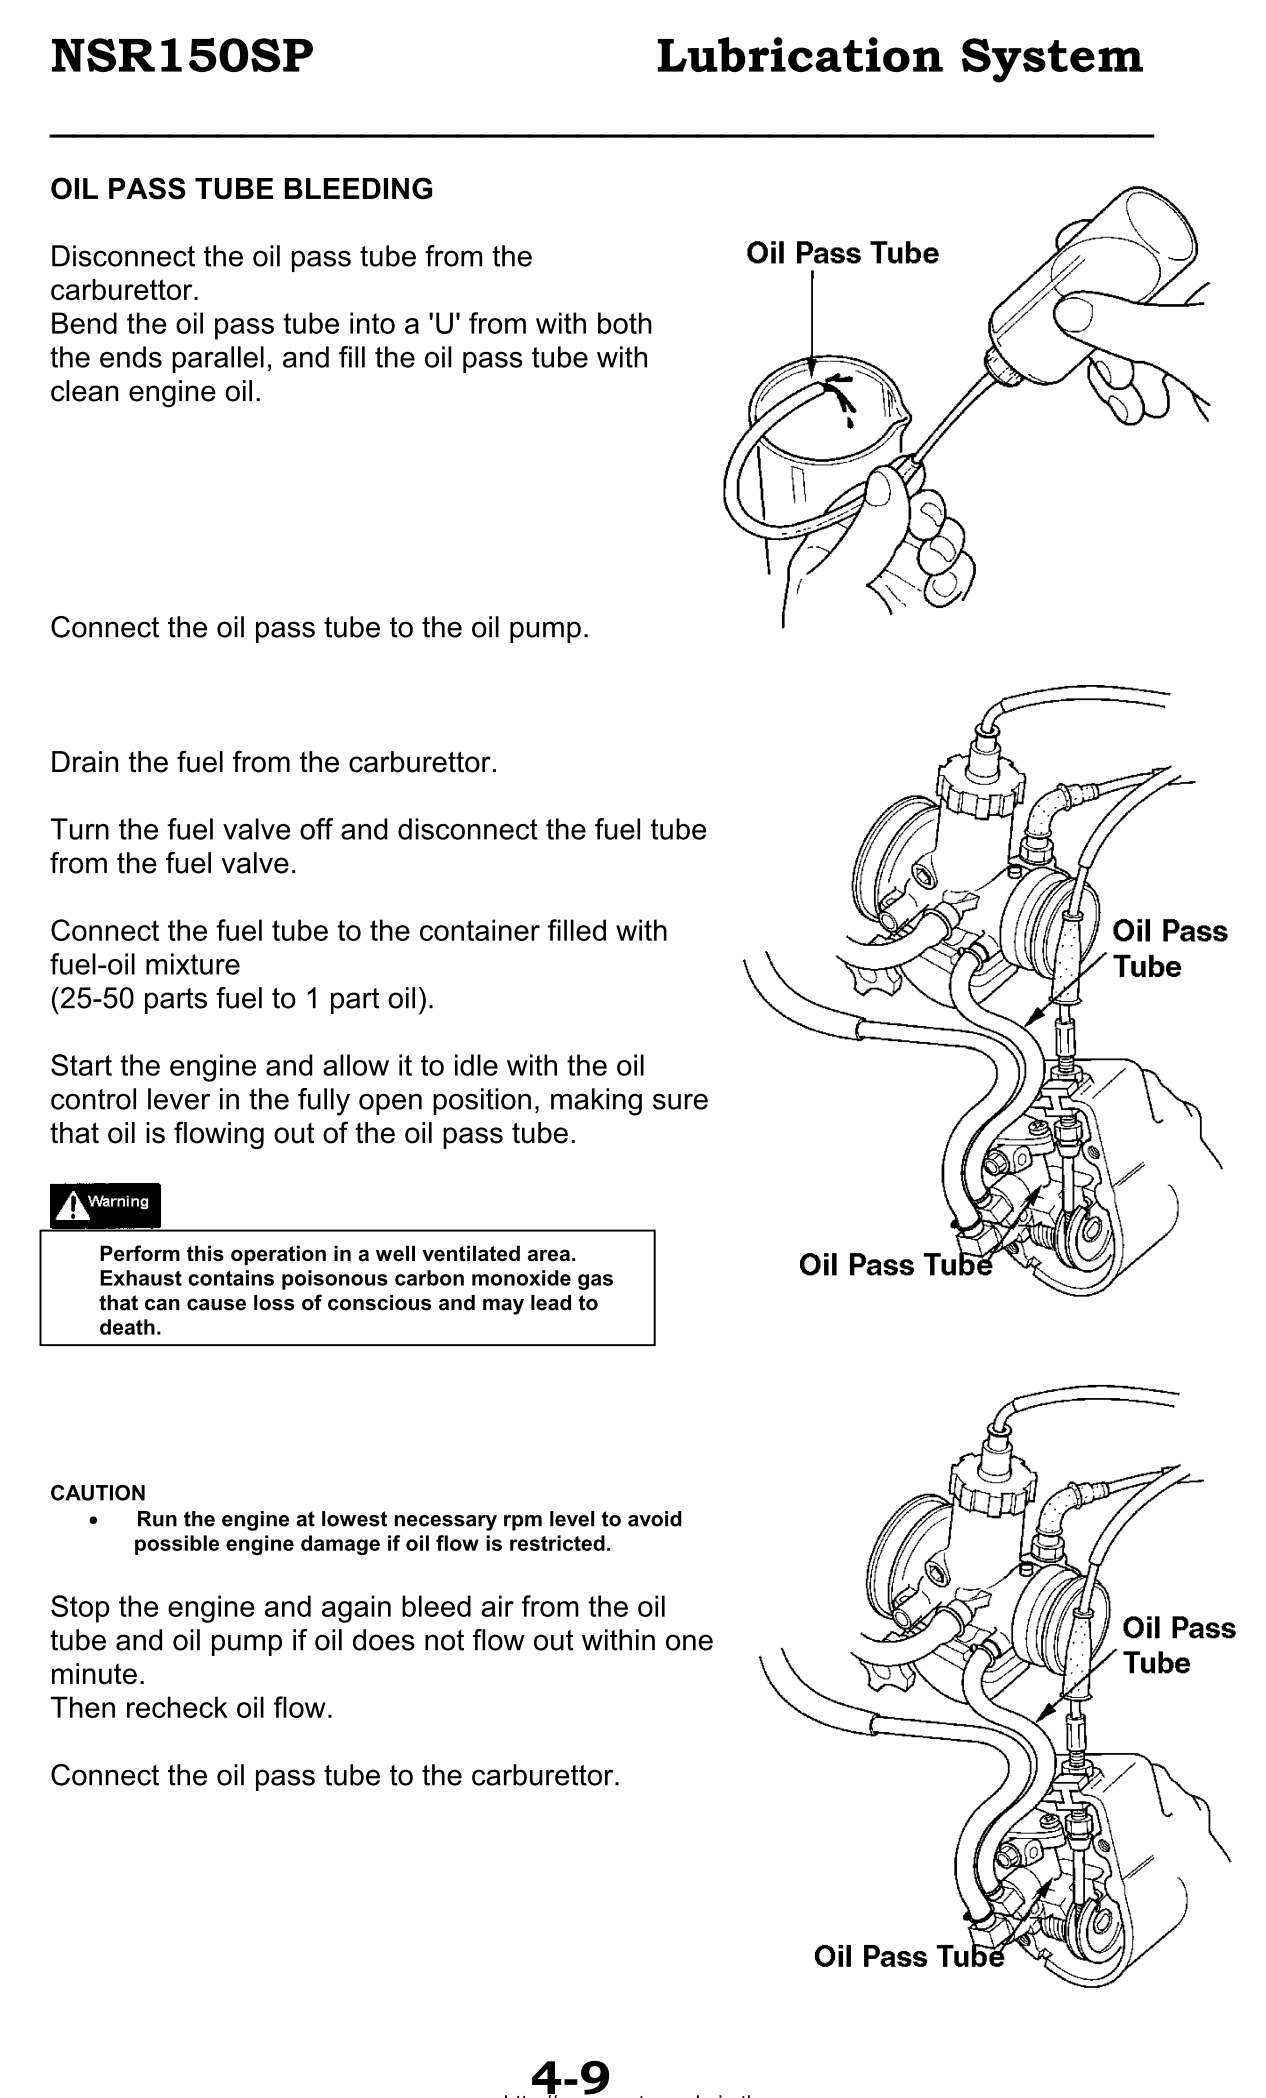 NSR150SP Lubrication System
OIL PASS TUBE BLEEDING
Disconnect the oil pass tube from the
carburettor.
Bend the oil pass tube into a 'U' from with both
the ends parallel, and fill the oil pass tube with
clean engine oil.
Oil Pass Tube
Connect the oil pass tube to the oil pump.
Drain the fuel from the carburettor.
Turn the fuel valve off and disconnect the fuel tube
from the fuel valve.
Connect the fuel tube to the container filled with
fuel-oil mixture
(25-50 parts fuel to 1 part oil).
Start the engine and allow it to idle with the oil
control lever in the fully open position, making sure
that oil is flowing out of the oil pass tube.
Oil Pass
Tube
Oil Pass Tube
Warning
Perform this operation in a well ventilated area.
Exhaust contains poisonous carbon monoxide gas
that can cause loss of conscious and may lead to
death.
CAUTION
• Run the engine at lowest necessary rpm level to avoid
possible engine damage if oil flow is restricted.
Stop the engine and again bleed air from the oil
tube and oil pump if oil does not flow out within one
minute.
Then recheck oil flow.
Connect the oil pass tube to the carburettor.
Oil Pass
Tube
Oil Pass Tube
4-9